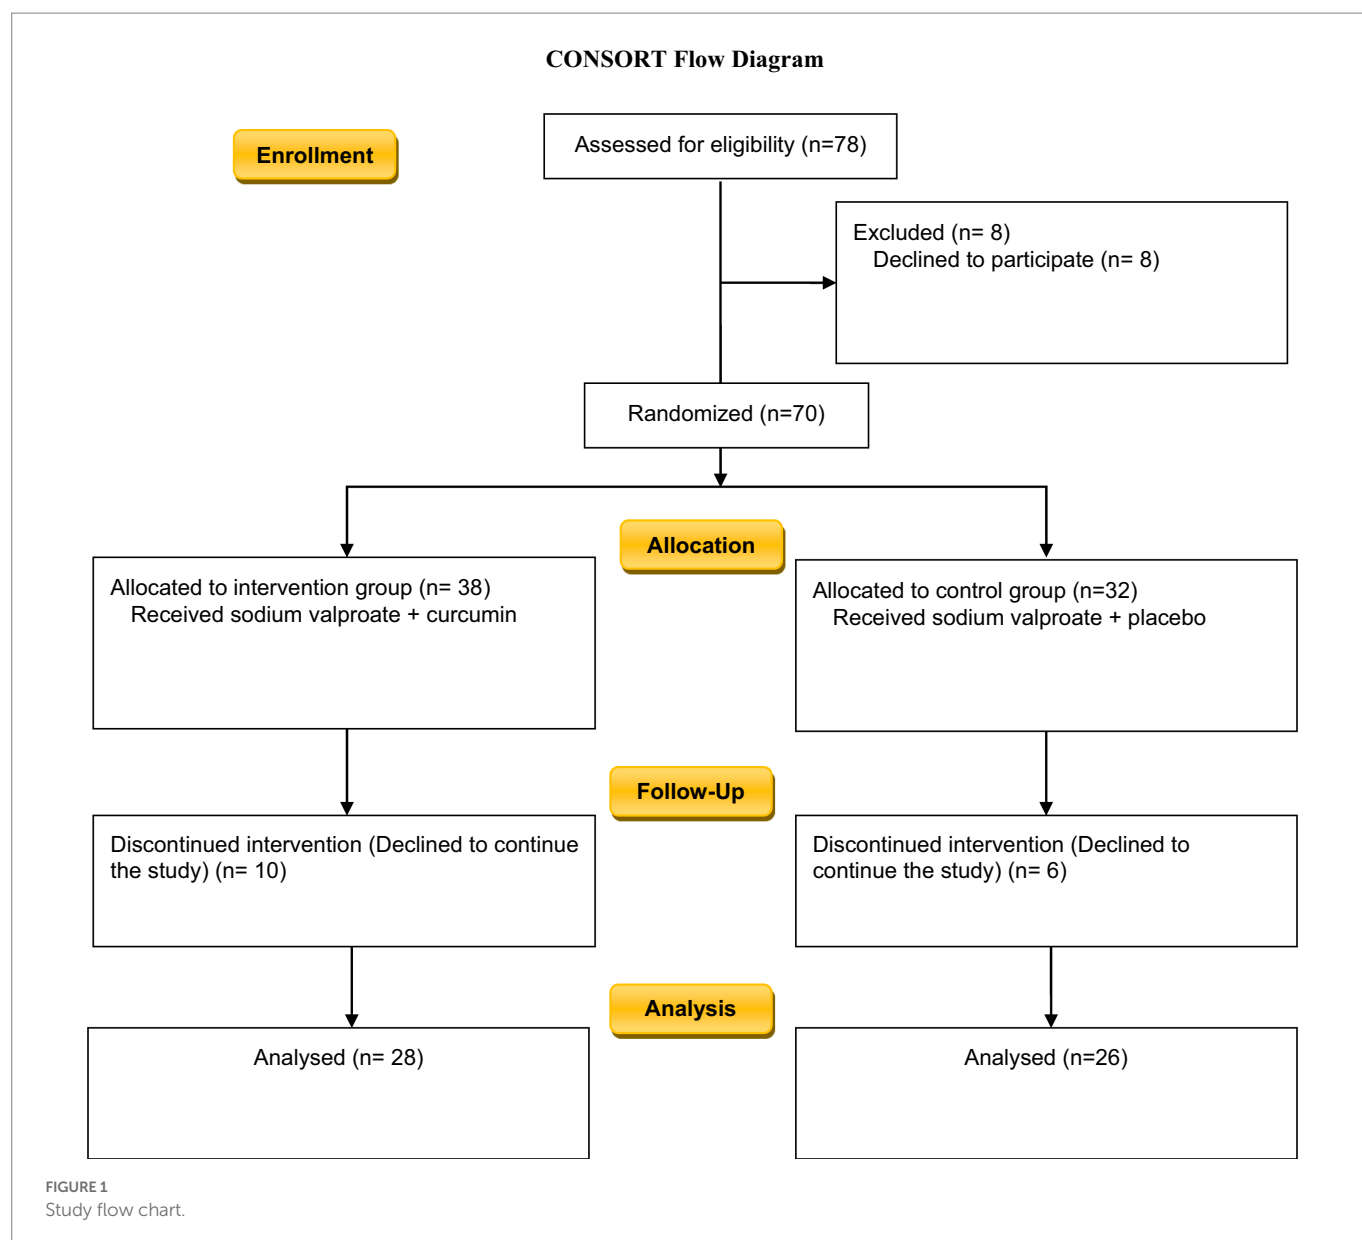 CONSORT Flow Diagram
Enrollment
Assessed for eligibility (n=78)
Excluded (n= 8)
Declined to participate (n= 8)
Randomized (n=70)
Allocation
Allocated to intervention group (n= 38)
Received sodium valproate + curcumin
Allocated to control group (n=32)
Received sodium valproate + placebo
Follow-Up
Discontinued intervention (Declined to continue
the study) (n= 10)
Discontinued intervention (Declined to
continue the study) (n= 6)
Analysis
Analysed (n= 28)
Analysed (n=26)
FIGURE 1
Study flow chart.